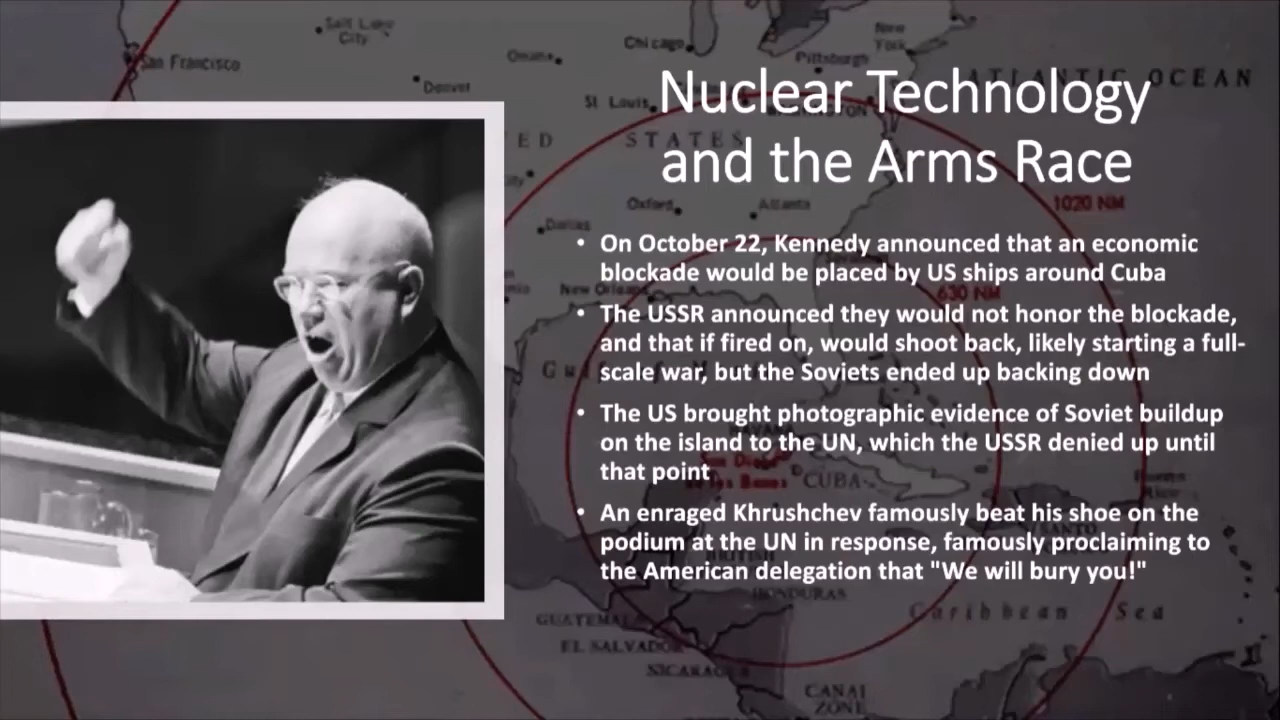 Salt Lake
City
San Francisco
Omaha
Chicago
New
York
Pittsburgh
Denver
St Louis
WASHINGTON
ATLANTIC OCEAN
Nuclear Technology
and the Arms Race
ED STATES
City
Oxford
Atlanta
Dallas
1020 NM
• On October 22, Kennedy announced that an economic
blockade would be placed by US ships around Cuba
New Orleans
630 NM
• The USSR announced they would not honor the blockade,
and that if fired on, would shoot back, likely starting a full-
scale war, but the Soviets ended up backing down
• The US brought photographic evidence of Soviet buildup
on the island to the UN, which the USSR denied up until
that point
CUBA
• An enraged Khrushchev famously beat his shoe on the
podium at the UN in response, famously proclaiming to
the American delegation that "We will bury you!"
HONDURAS
Caribbean Sea
GUATEMALA
EL SALVADOR
NICARAGUA
CANAL
ZONE